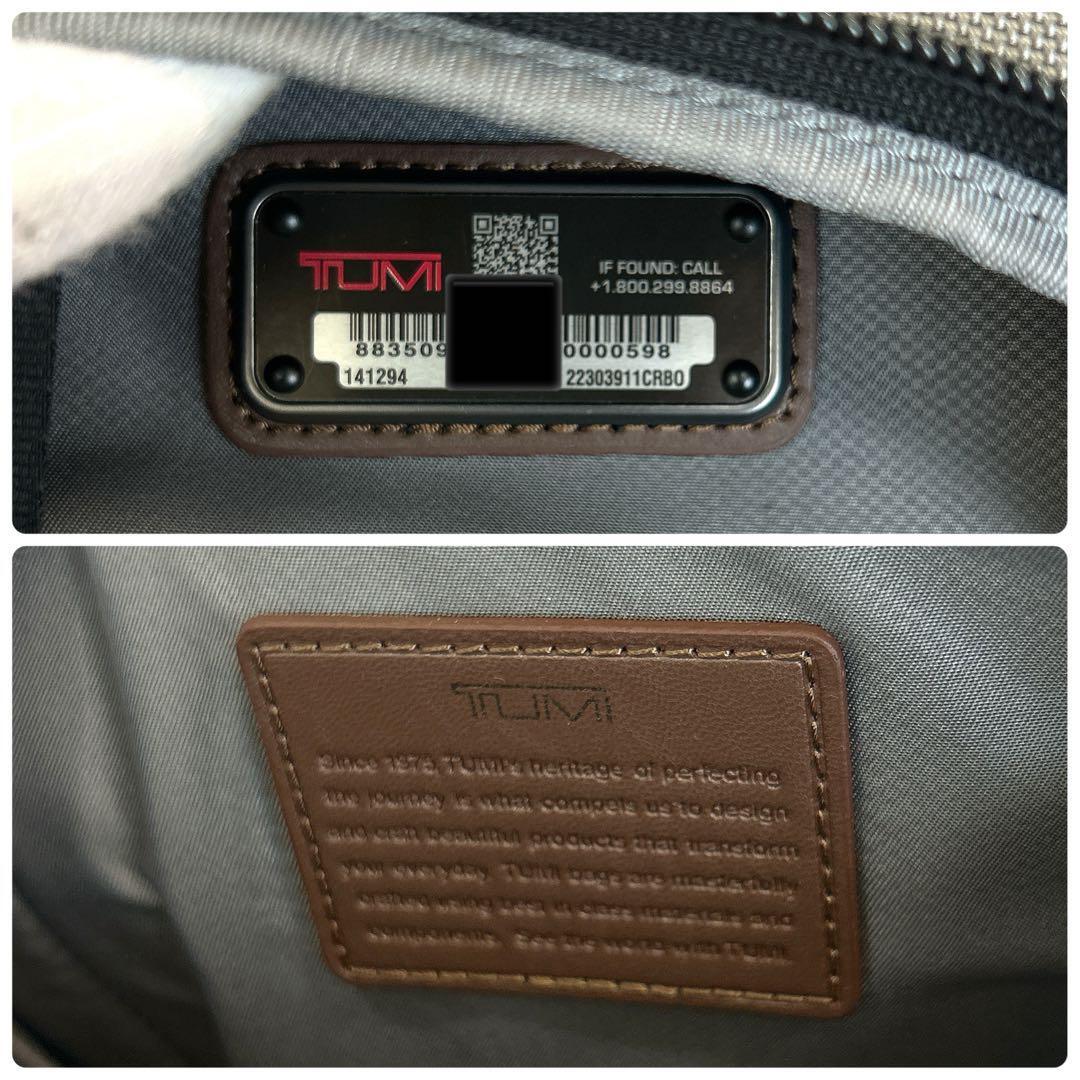 TUMI
IF FOUND: CALL
+1.800.299.8864
883509 0000598
141294 22303911CRBO
TUMI
Since 1975, TUMI's heritage of perfecting
the journey is what compels us to design
and craft beautiful products that transform
your everyday. TUMI bags are masterfully
crafted using best in-class materials and
components. See the world with TUMI.